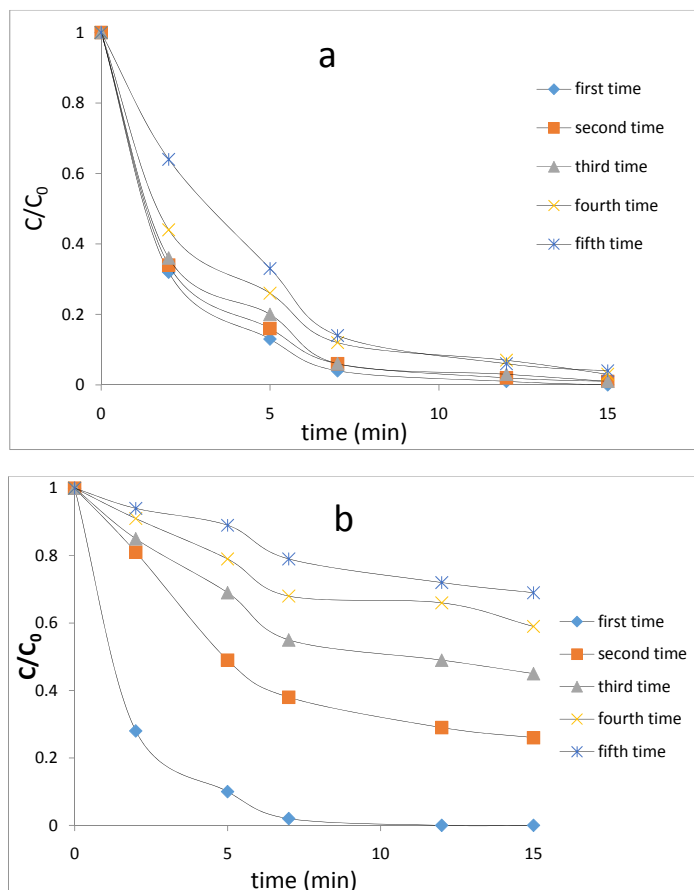 a
1
0.8
0.6
0.4
0.2
0
C/C0
0
5
10
15
time (min)
first time
second time
third time
fourth time
fifth time
b
1
0.8
0.6
0.4
0.2
0
C/C0
0
5
10
15
time (min)
first time
second time
third time
fourth time
fifth time